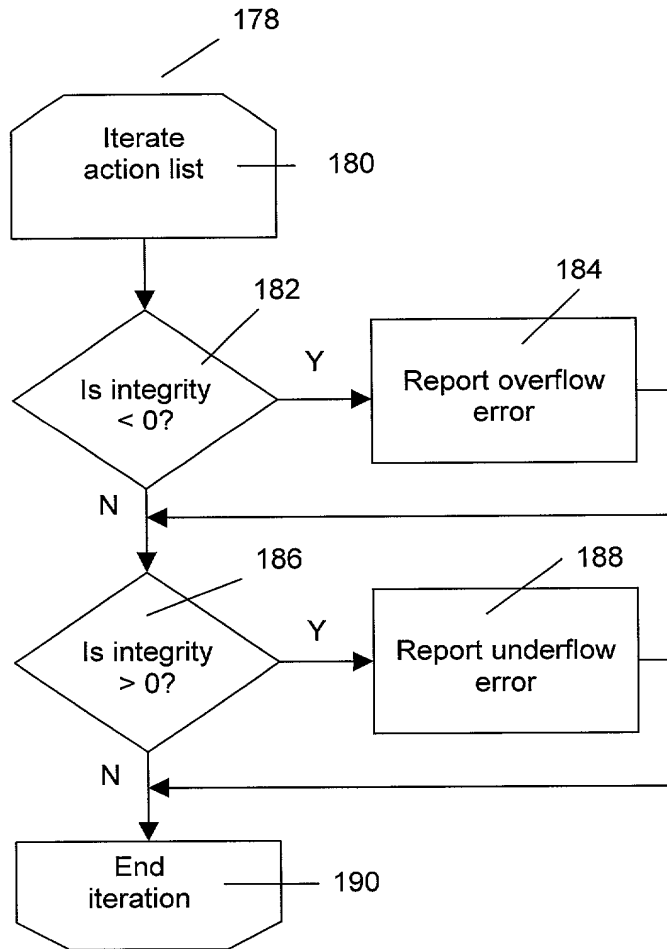 178
Iterate
action list
180
182
184
Is integrity
< 0?
Y
Report overflow
error
N
186
188
Is integrity
> 0?
Y
Report underflow
error
N
End
iteration
190